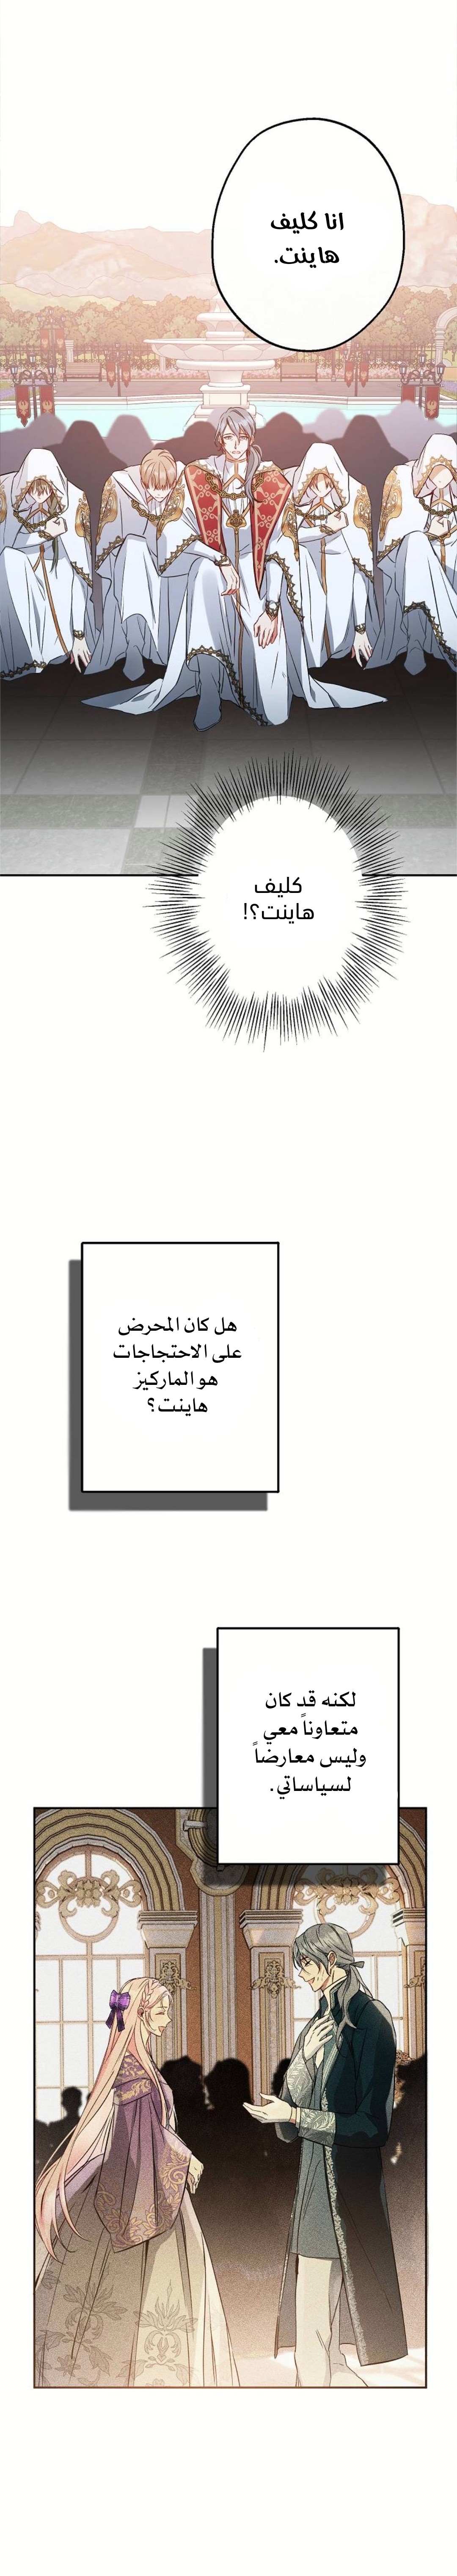 انا كليف
هاينت.
كليف
هاينت؟!
هل كان المحرض
على الاحتجاجات
هو الماركيز
هاينت؟
لكنه قد كان
متعاوناً معي
وليس معارضاً
لسياساتي.